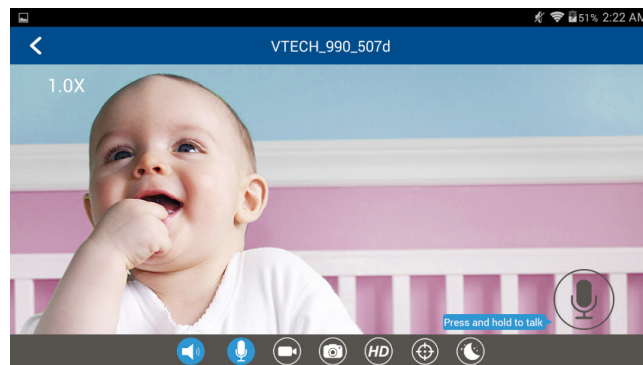 51% 2:22 AM
VTECH_990_507d
1.0X
Press and hold to talk
HD